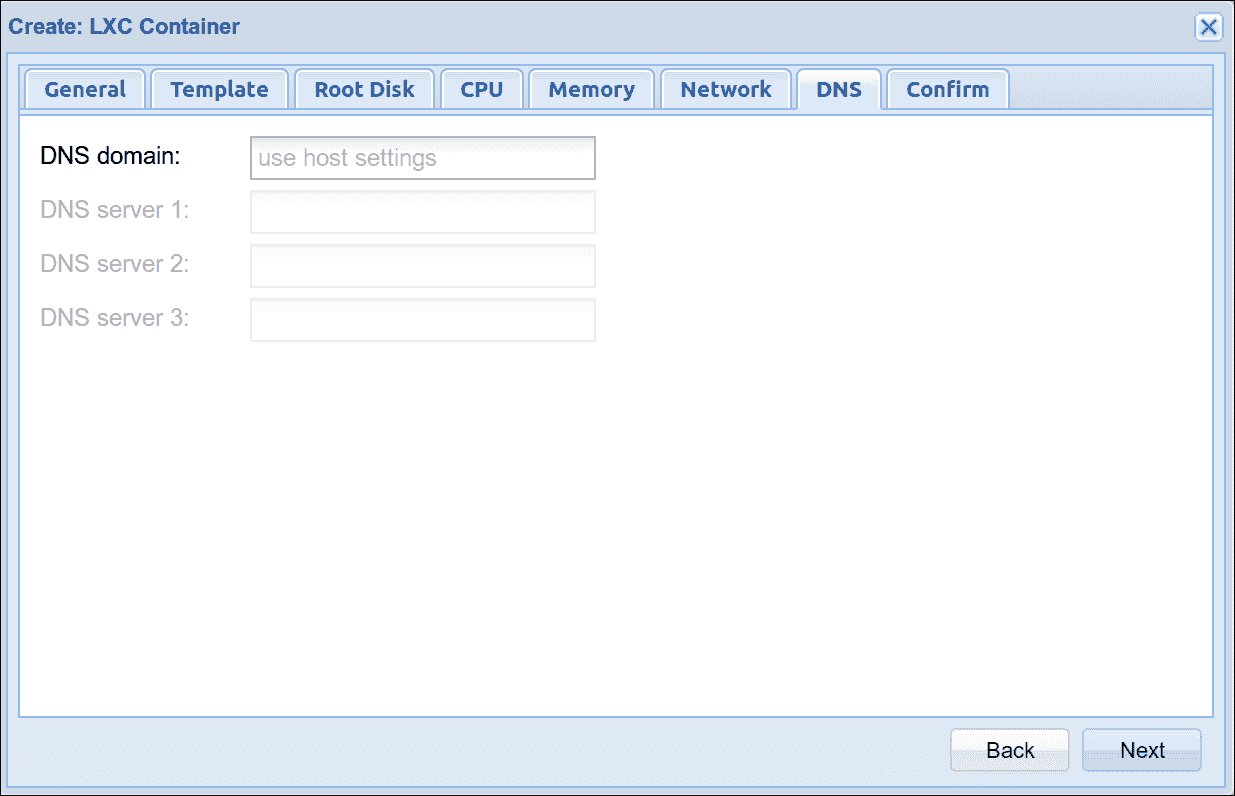 Create: LXC Container
General Template Root Disk CPU Memory Network DNS Confirm
DNS domain: use host settings
DNS server 1:
DNS server 2:
DNS server 3:
Back Next